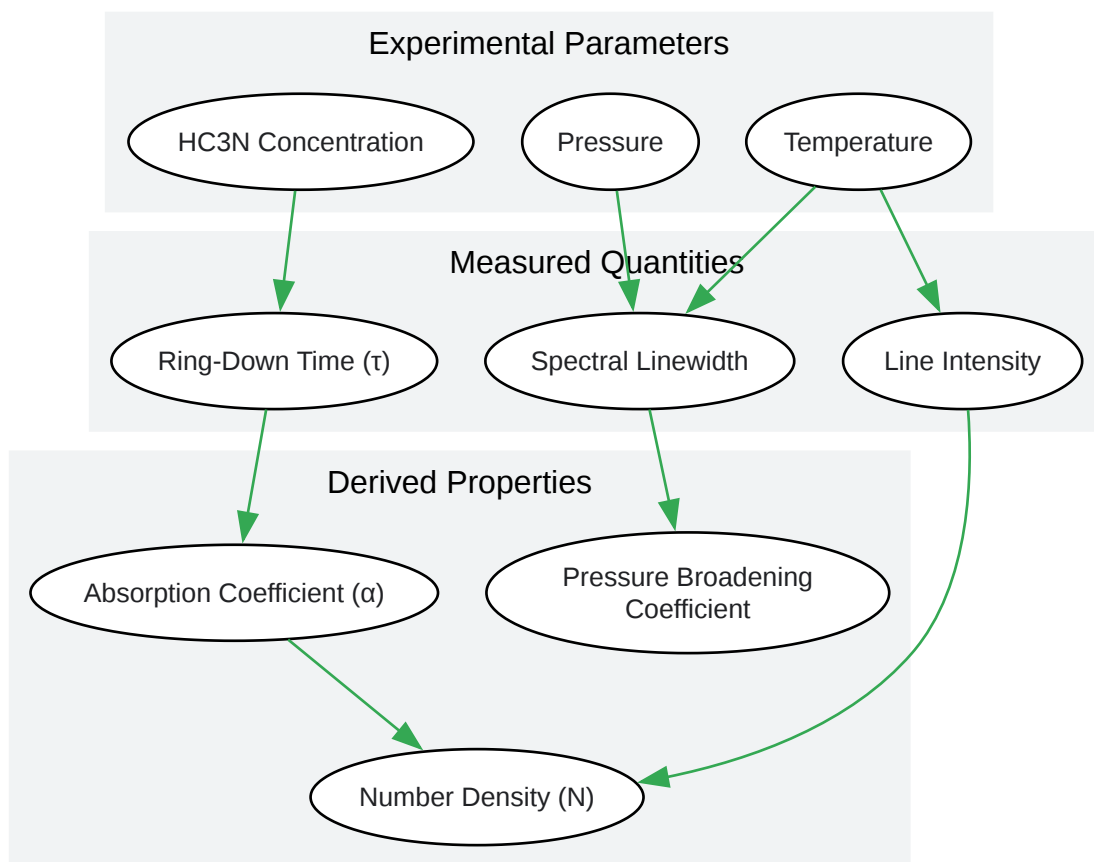 Experimental Parameters
HC3N Concentration
Pressure
Temperature
Measured Quantities
Ring-Down Time (τ)
Spectral Linewidth
Line Intensity
Derived Properties
Absorption Coefficient (α)
Pressure Broadening
Coefficient
Number Density (N)